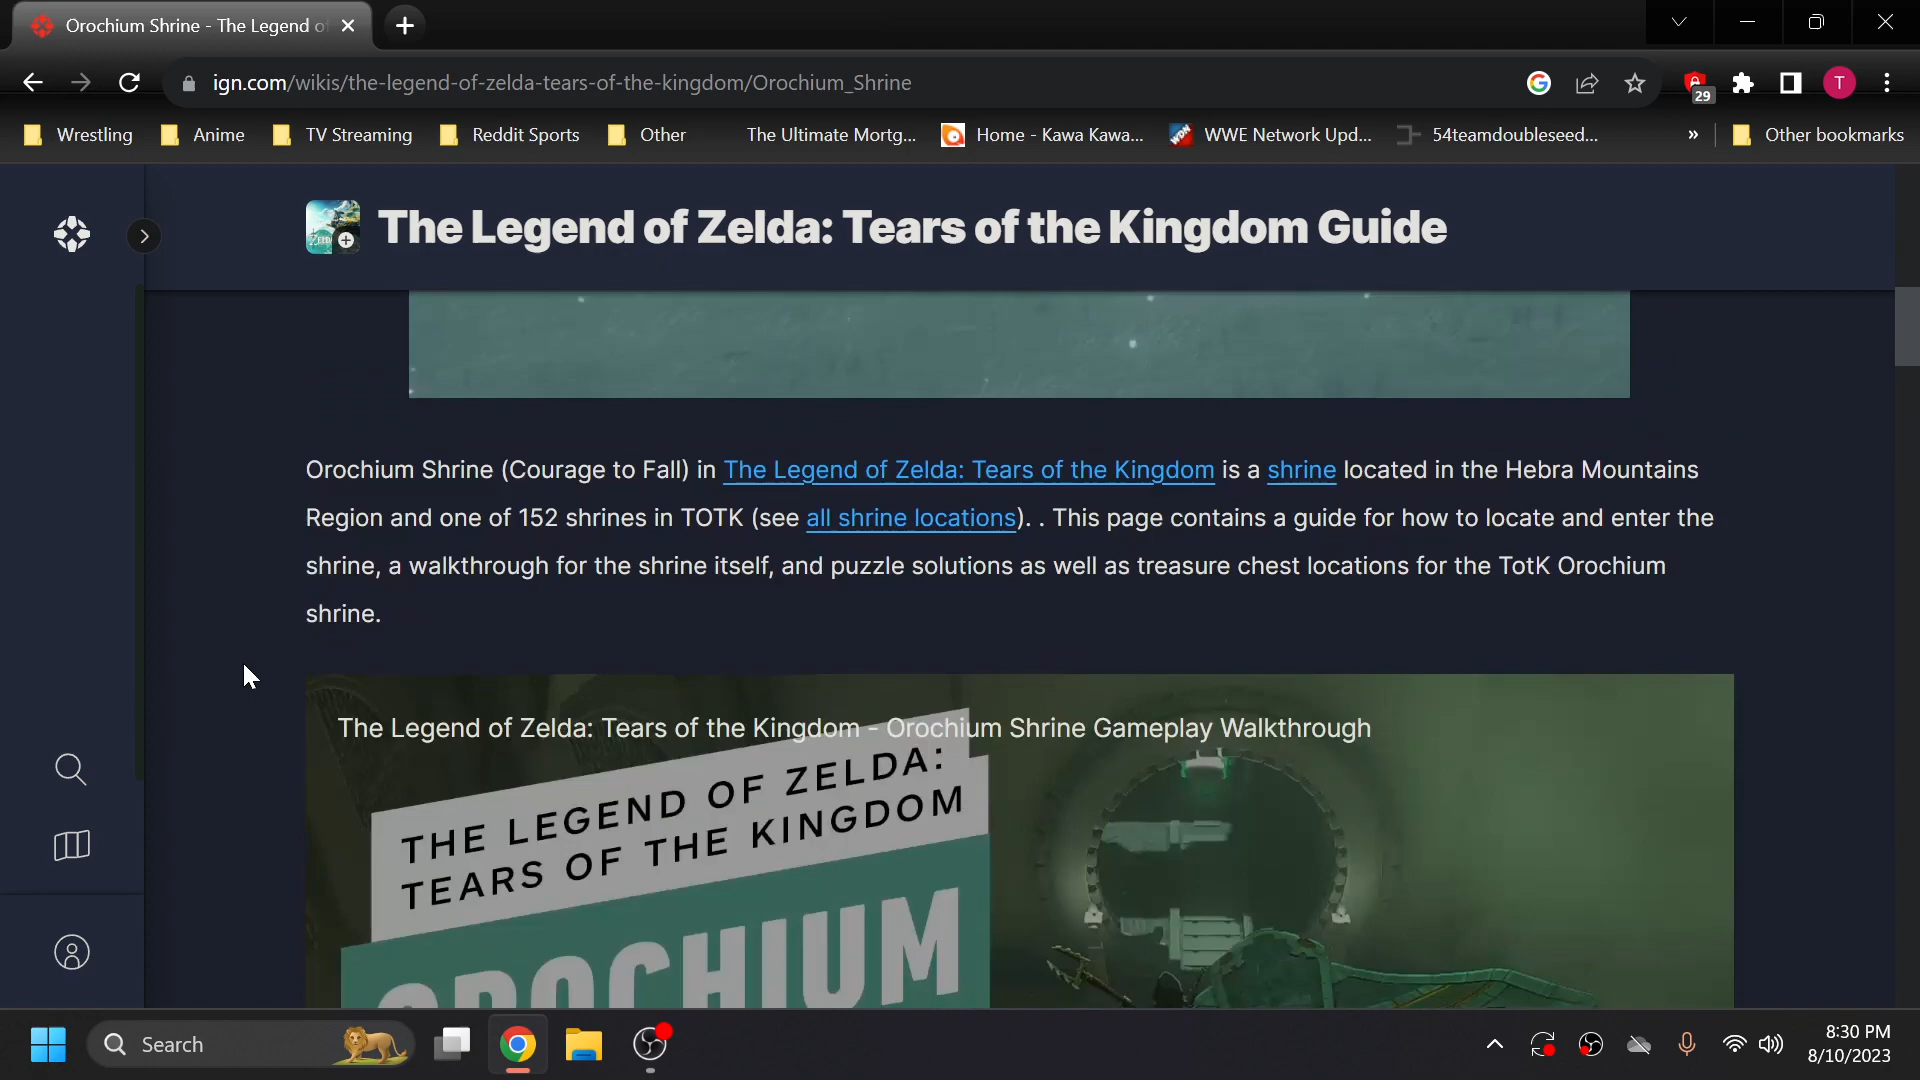 Orochium Shrine - The Legend of
ign.com/wikis/the-legend-of-zelda-tears-of-the-kingdom/Orochium_Shrine
29
T
Wrestling Anime TV Streaming Reddit Sports Other The Ultimate Mortg... Home - Kawa Kawa... WWE Network Upd... 54teamdoubleseed... » Other bookmarks
The Legend of Zelda: Tears of the Kingdom Guide
Orochium Shrine (Courage to Fall) in The Legend of Zelda: Tears of the Kingdom is a shrine located in the Hebra Mountains
Region and one of 152 shrines in TOTK (see all shrine locations). . This page contains a guide for how to locate and enter the
shrine, a walkthrough for the shrine itself, and puzzle solutions as well as treasure chest locations for the TotK Orochium
shrine.
The Legend of Zelda: Tears of the Kingdom - Orochium Shrine Gameplay Walkthrough
THE LEGEND OF ZELDA:
TEARS OF THE KINGDOM
OROCHIUM
Search
8:30 PM
8/10/2023